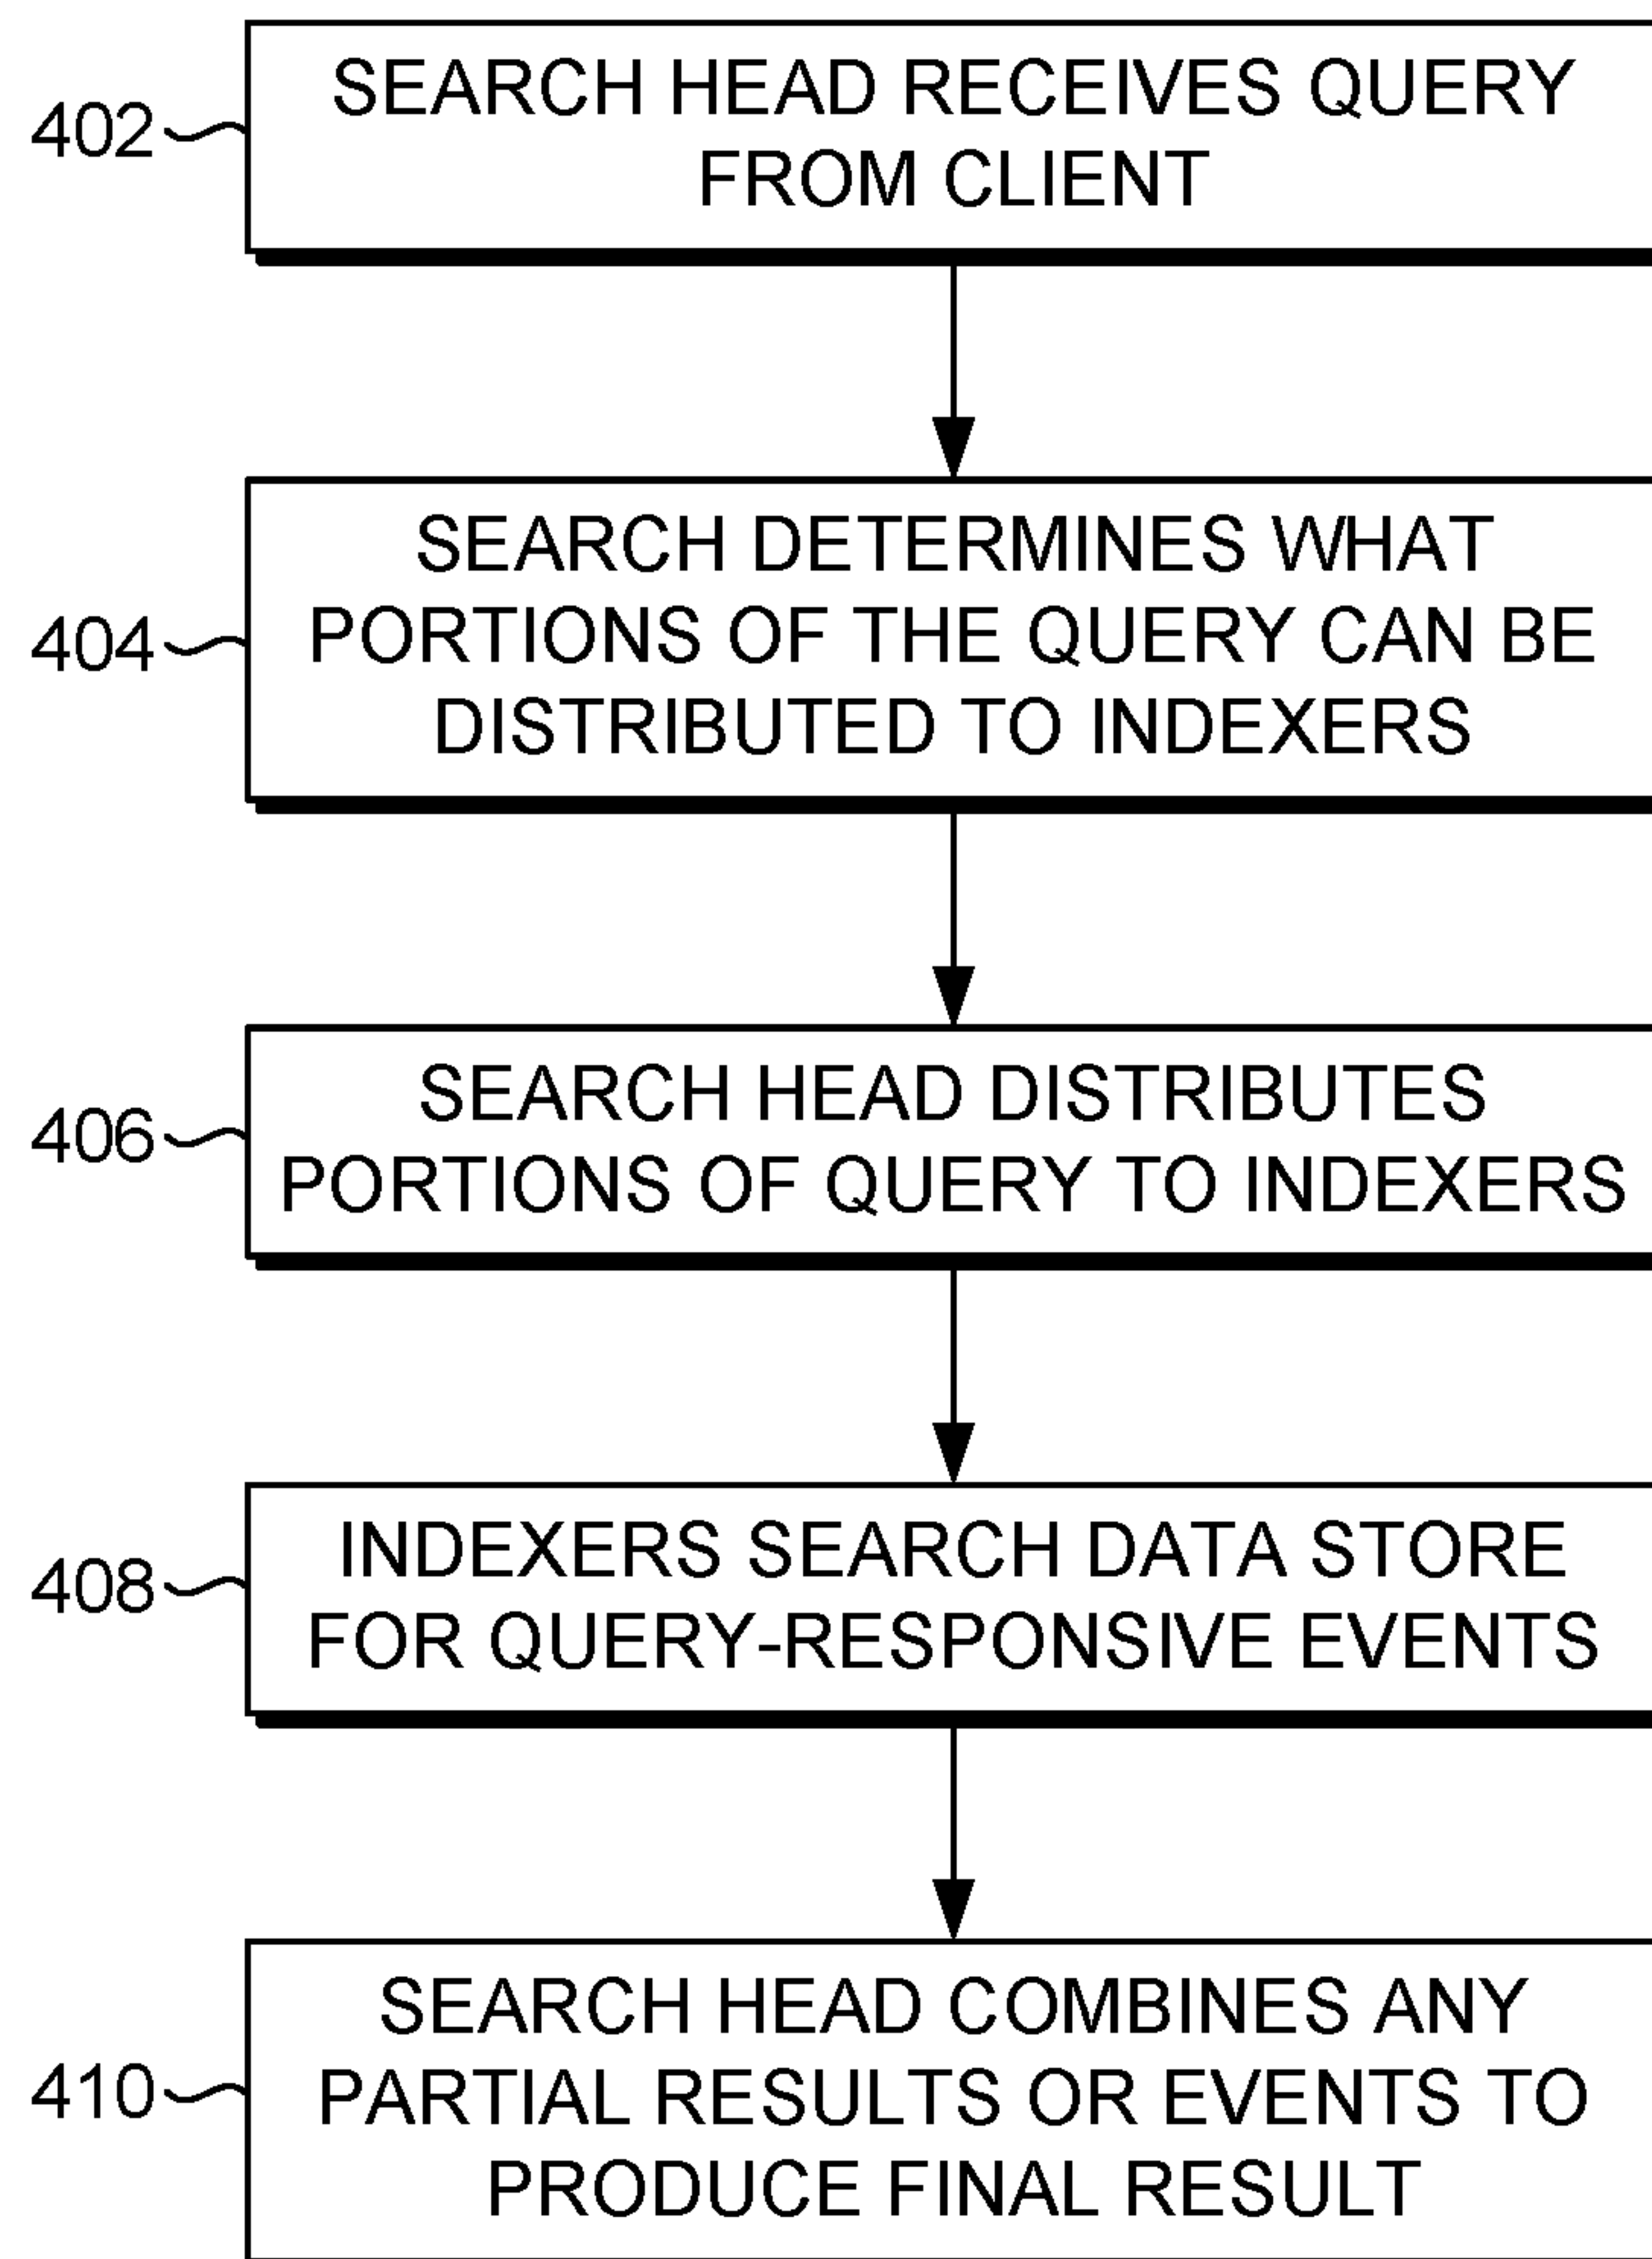 402
SEARCH HEAD RECEIVES QUERY
FROM CLIENT
404
SEARCH DETERMINES WHAT
PORTIONS OF THE QUERY CAN BE
DISTRIBUTED TO INDEXERS
406
SEARCH HEAD DISTRIBUTES
PORTIONS OF QUERY TO INDEXERS
408
INDEXERS SEARCH DATA STORE
FOR QUERY-RESPONSIVE EVENTS
410
SEARCH HEAD COMBINES ANY
PARTIAL RESULTS OR EVENTS TO
PRODUCE FINAL RESULT